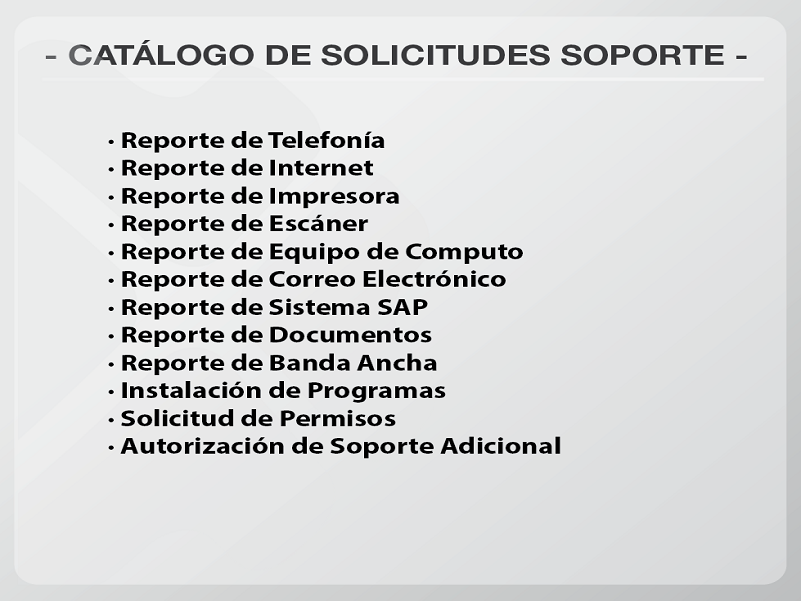 - CATÁLOGO DE SOLICITUDES SOPORTE -
• Reporte de Telefonía
• Reporte de Internet
• Reporte de Impresora
• Reporte de Escáner
• Reporte de Equipo de Computo
• Reporte de Correo Electrónico
• Reporte de Sistema SAP
• Reporte de Documentos
• Reporte de Banda Ancha
• Instalación de Programas
• Solicitud de Permisos
• Autorización de Soporte Adicional